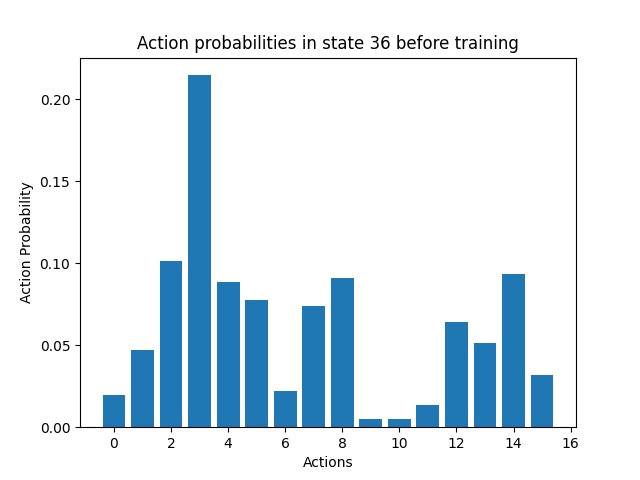 Action probabilities in state 36 before training
0.20
0.15
0.10
0.05
0.00
Action Probability
0 2 4 6 8 10 12 14 16
Actions